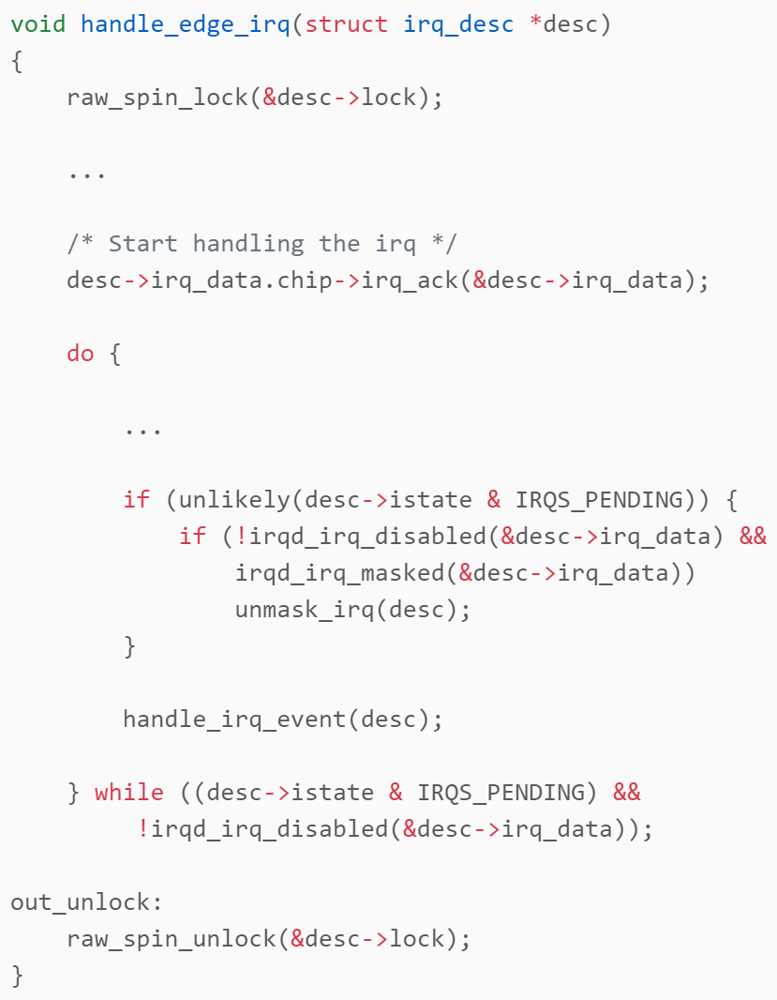 void handle_edge_irq(struct irq_desc *desc)
{
    raw_spin_lock(&desc->lock);

    ...

    /* Start handling the irq */
    desc->irq_data.chip->irq_ack(&desc->irq_data);

    do {

        ...

        if (unlikely(desc->istate & IRQS_PENDING)) {
            if (!irqd_irq_disabled(&desc->irq_data) &&
                irqd_irq_masked(&desc->irq_data))
                unmask_irq(desc);
        }

        handle_irq_event(desc);

    } while ((desc->istate & IRQS_PENDING) &&
         !irqd_irq_disabled(&desc->irq_data));

out_unlock:
    raw_spin_unlock(&desc->lock);
}